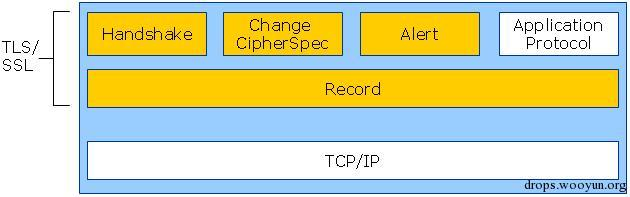 TLS/
SSL
Handshake
Change
CipherSpec
Alert
Application
Protocol
Record
TCP/IP
drops.wooyun.org